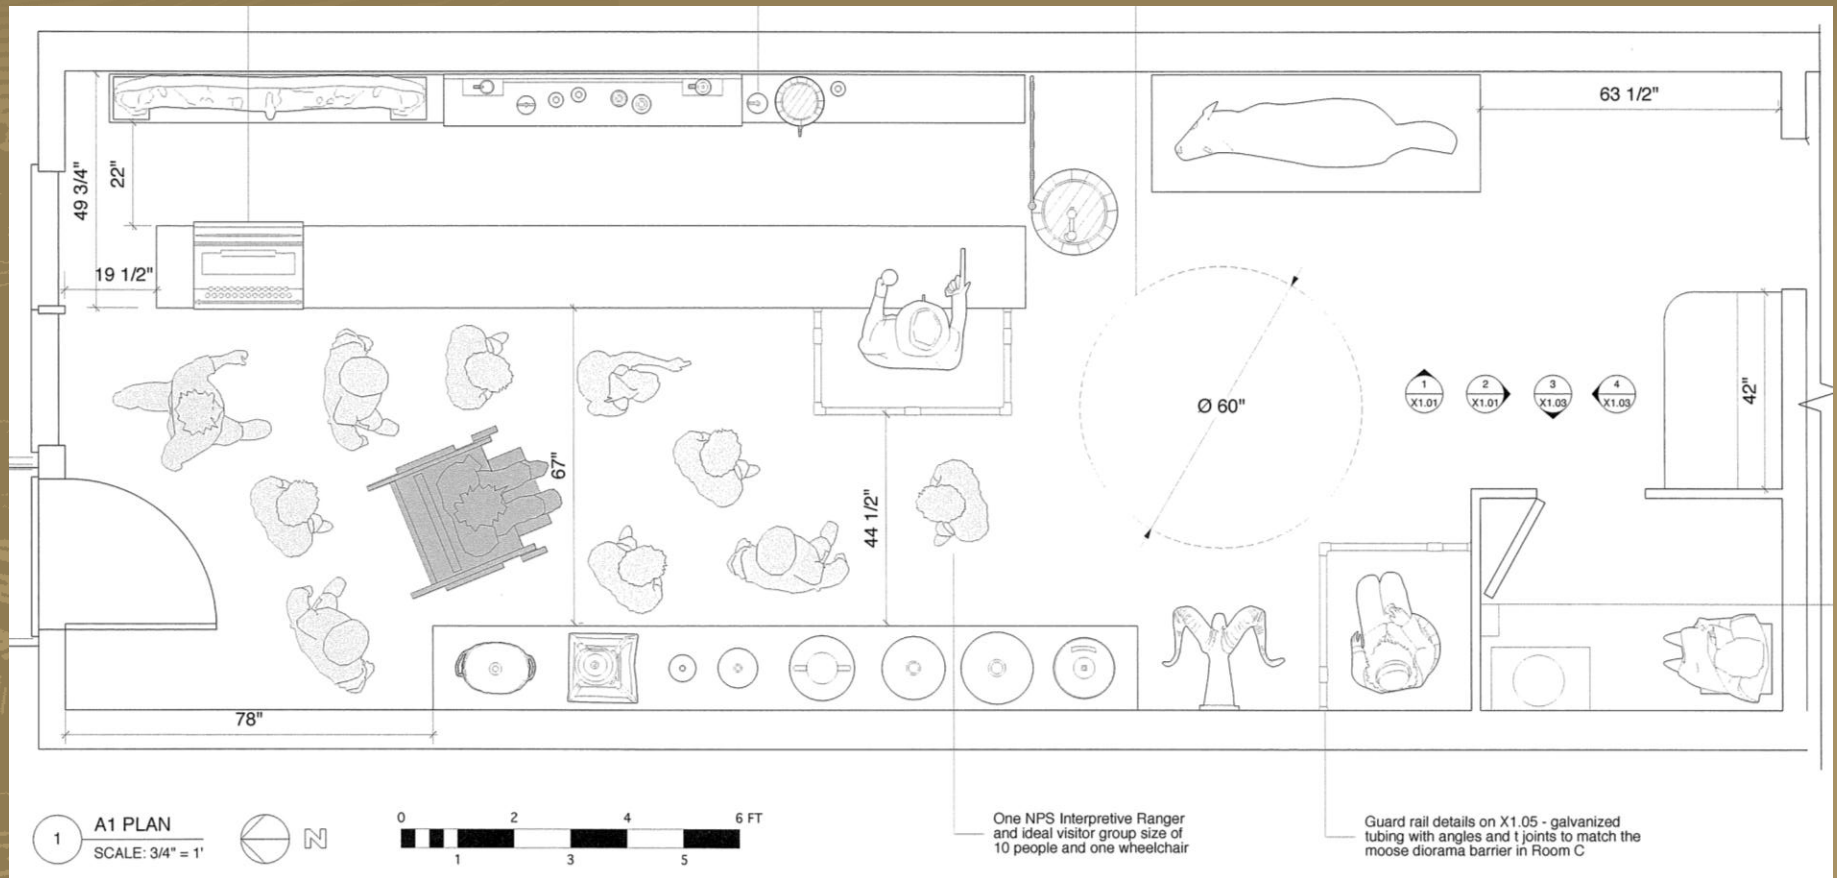 63 1/2"
49 3/4"
22"
19 1/2"
Ø 60"
1
X1.01
2
X1.01
3
X1.03
4
X1.03
42"
67"
44 1/2"
78"
1
A1 PLAN
SCALE: 3/4" = 1'
N
0 2 4 6 FT
1 3 5
One NPS Interpretive Ranger
and ideal visitor group size of
10 people and one wheelchair
Guard rail details on X1.05 - galvanized
tubing with angles and t joints to match the
moose diorama barrier in Room C